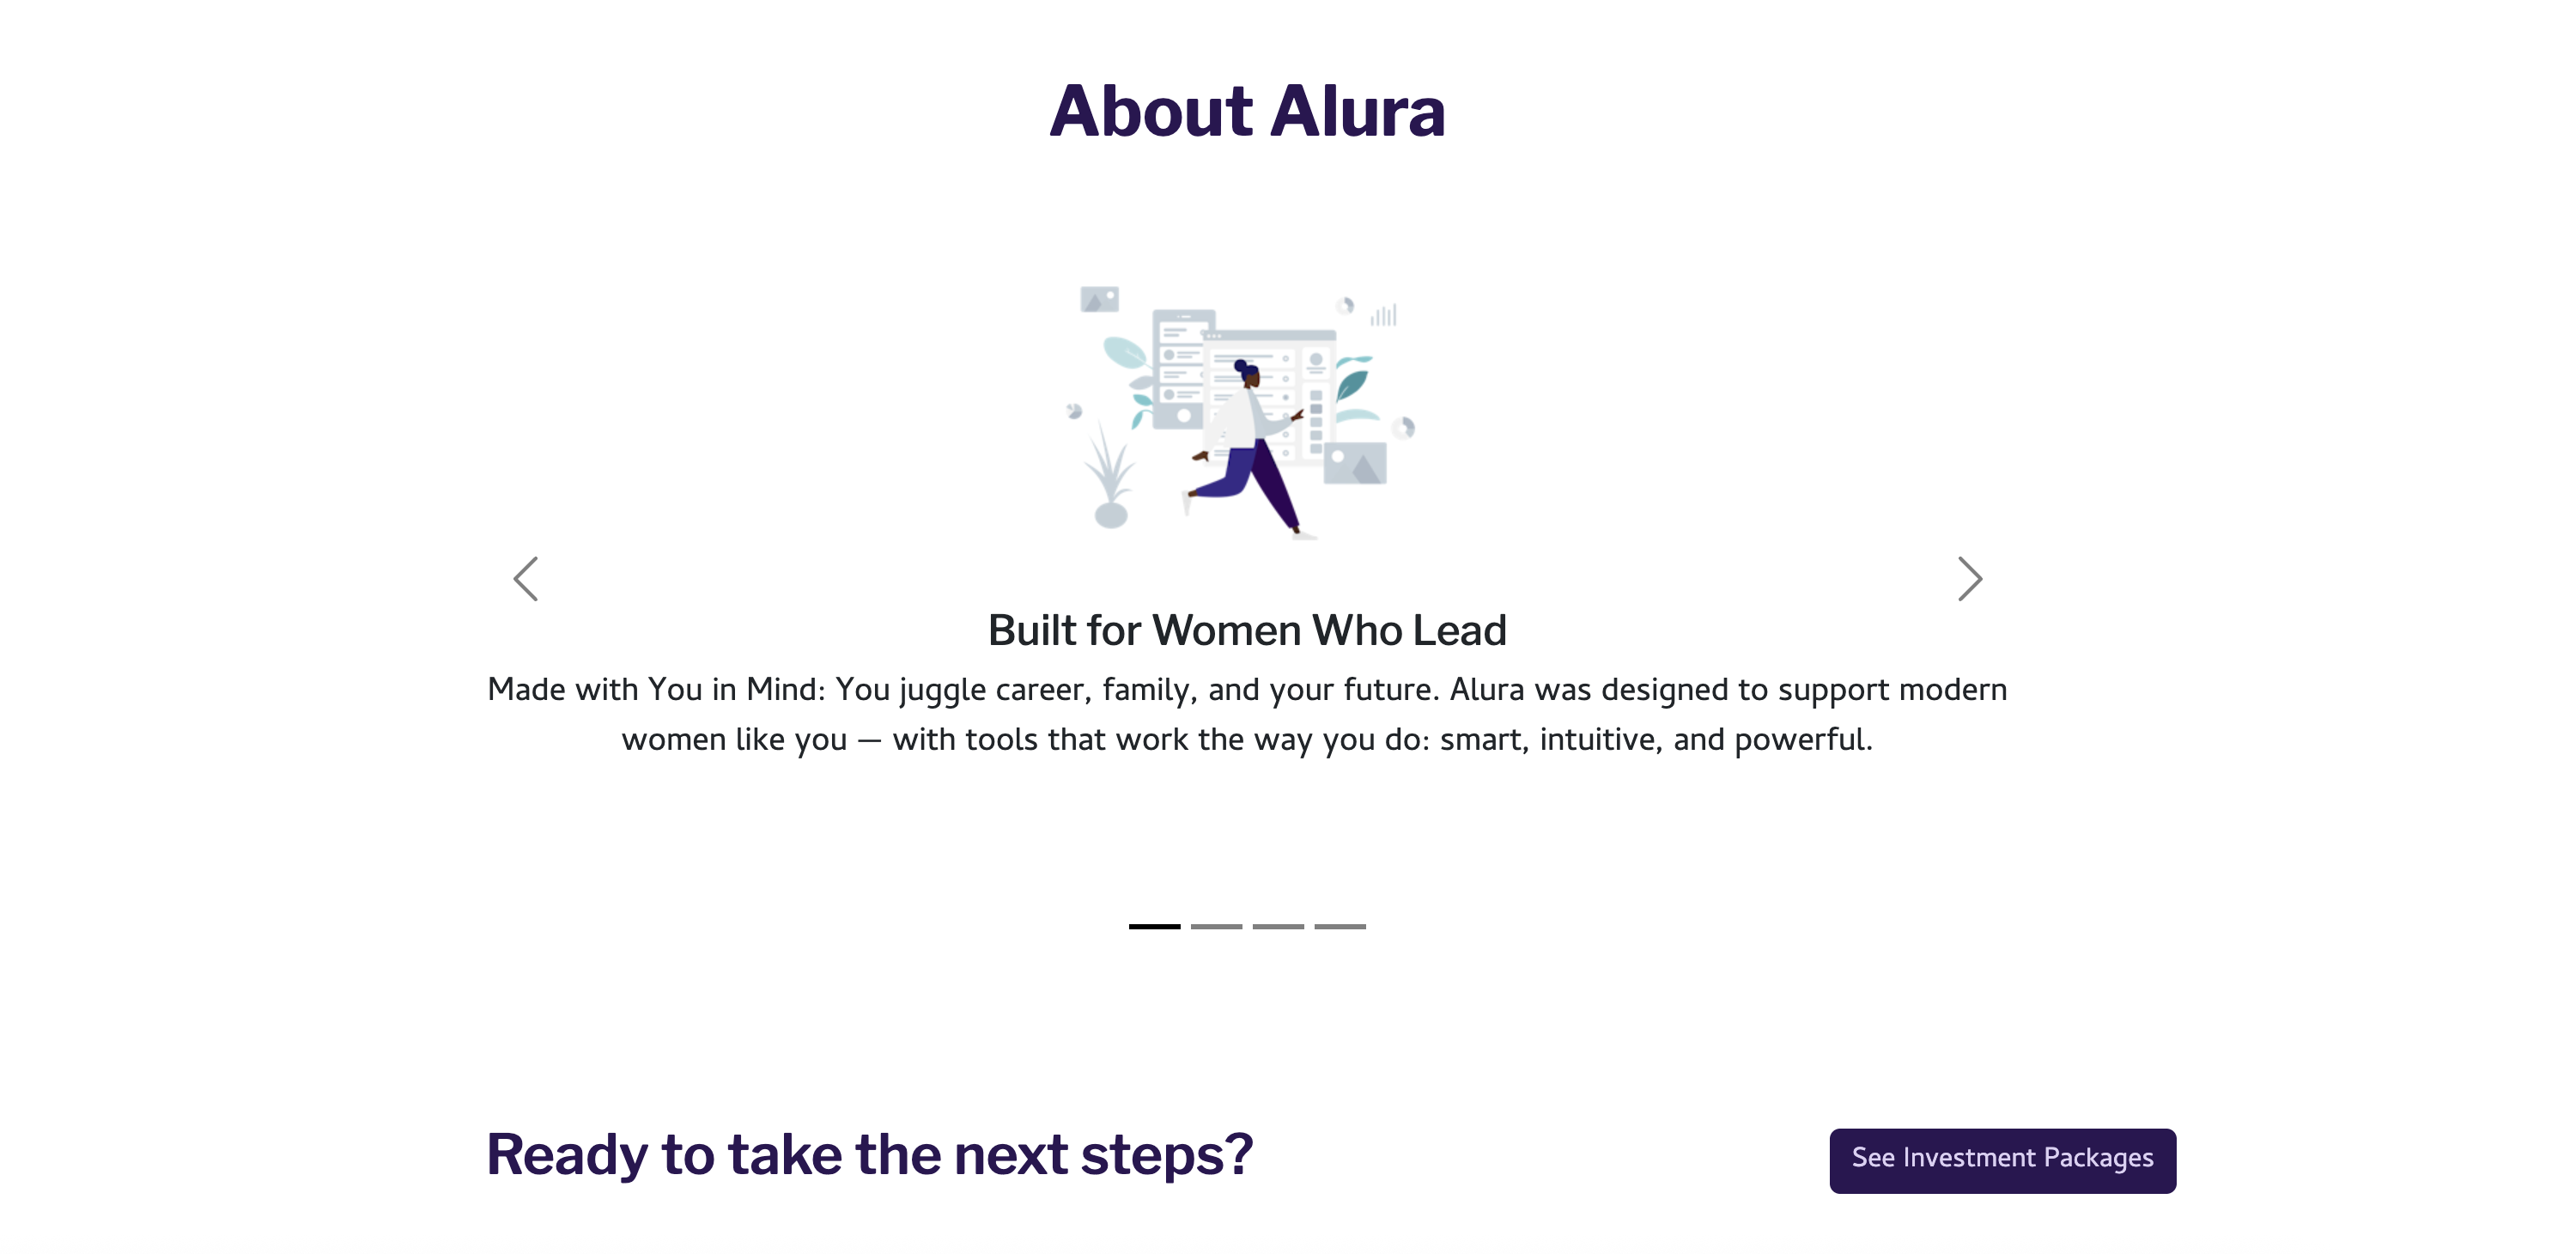 About Alura
Built for Women Who Lead
Made with You in Mind: You juggle career, family, and your future. Alura was designed to support modern
women like you — with tools that work the way you do: smart, intuitive, and powerful.
Ready to take the next steps?
See Investment Packages